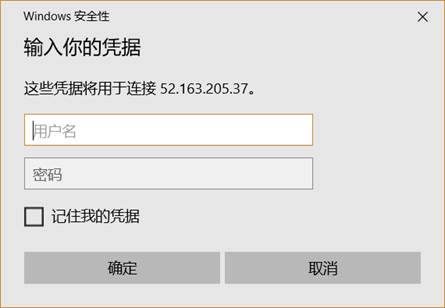 Windows 安全性
输入你的凭据
这些凭据将用于连接 52.163.205.37。
用户名
密码
记住我的凭据
确定 取消